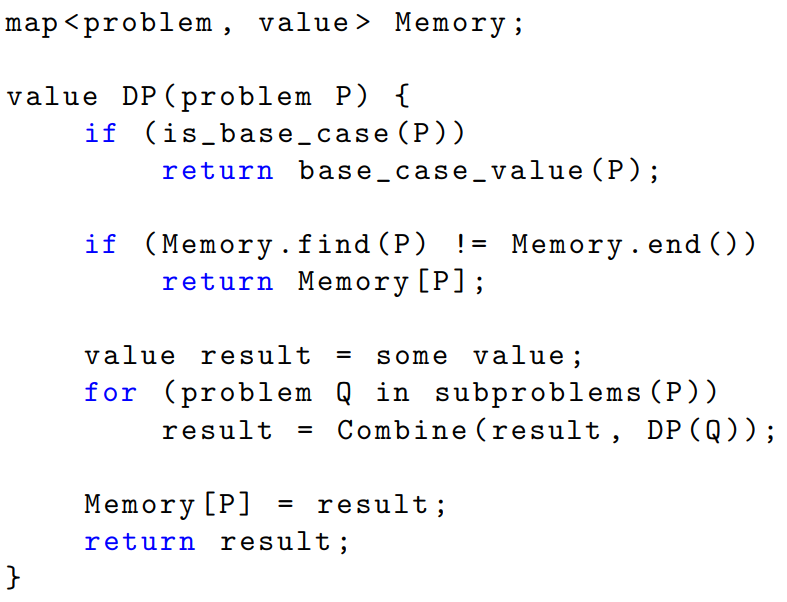 map<problem, value> Memory;

value DP(problem P) {
    if (is_base_case(P))
        return base_case_value(P);

    if (Memory.find(P) != Memory.end())
        return Memory[P];

    value result = some value;
    for (problem Q in subproblems(P))
        result = Combine(result, DP(Q));

    Memory[P] = result;
    return result;
}